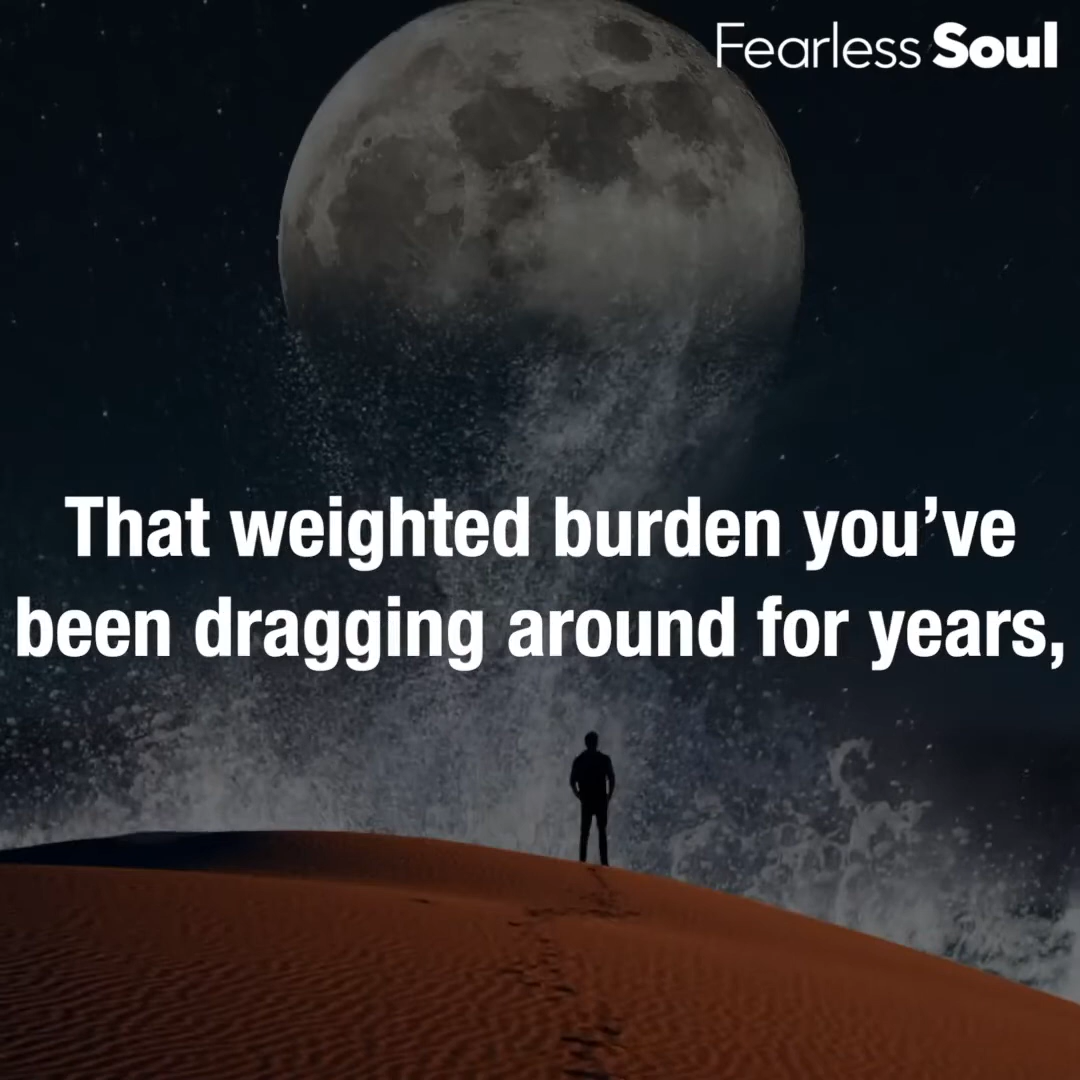 Fearless Soul
That weighted burden you’ve
been dragging around for years,